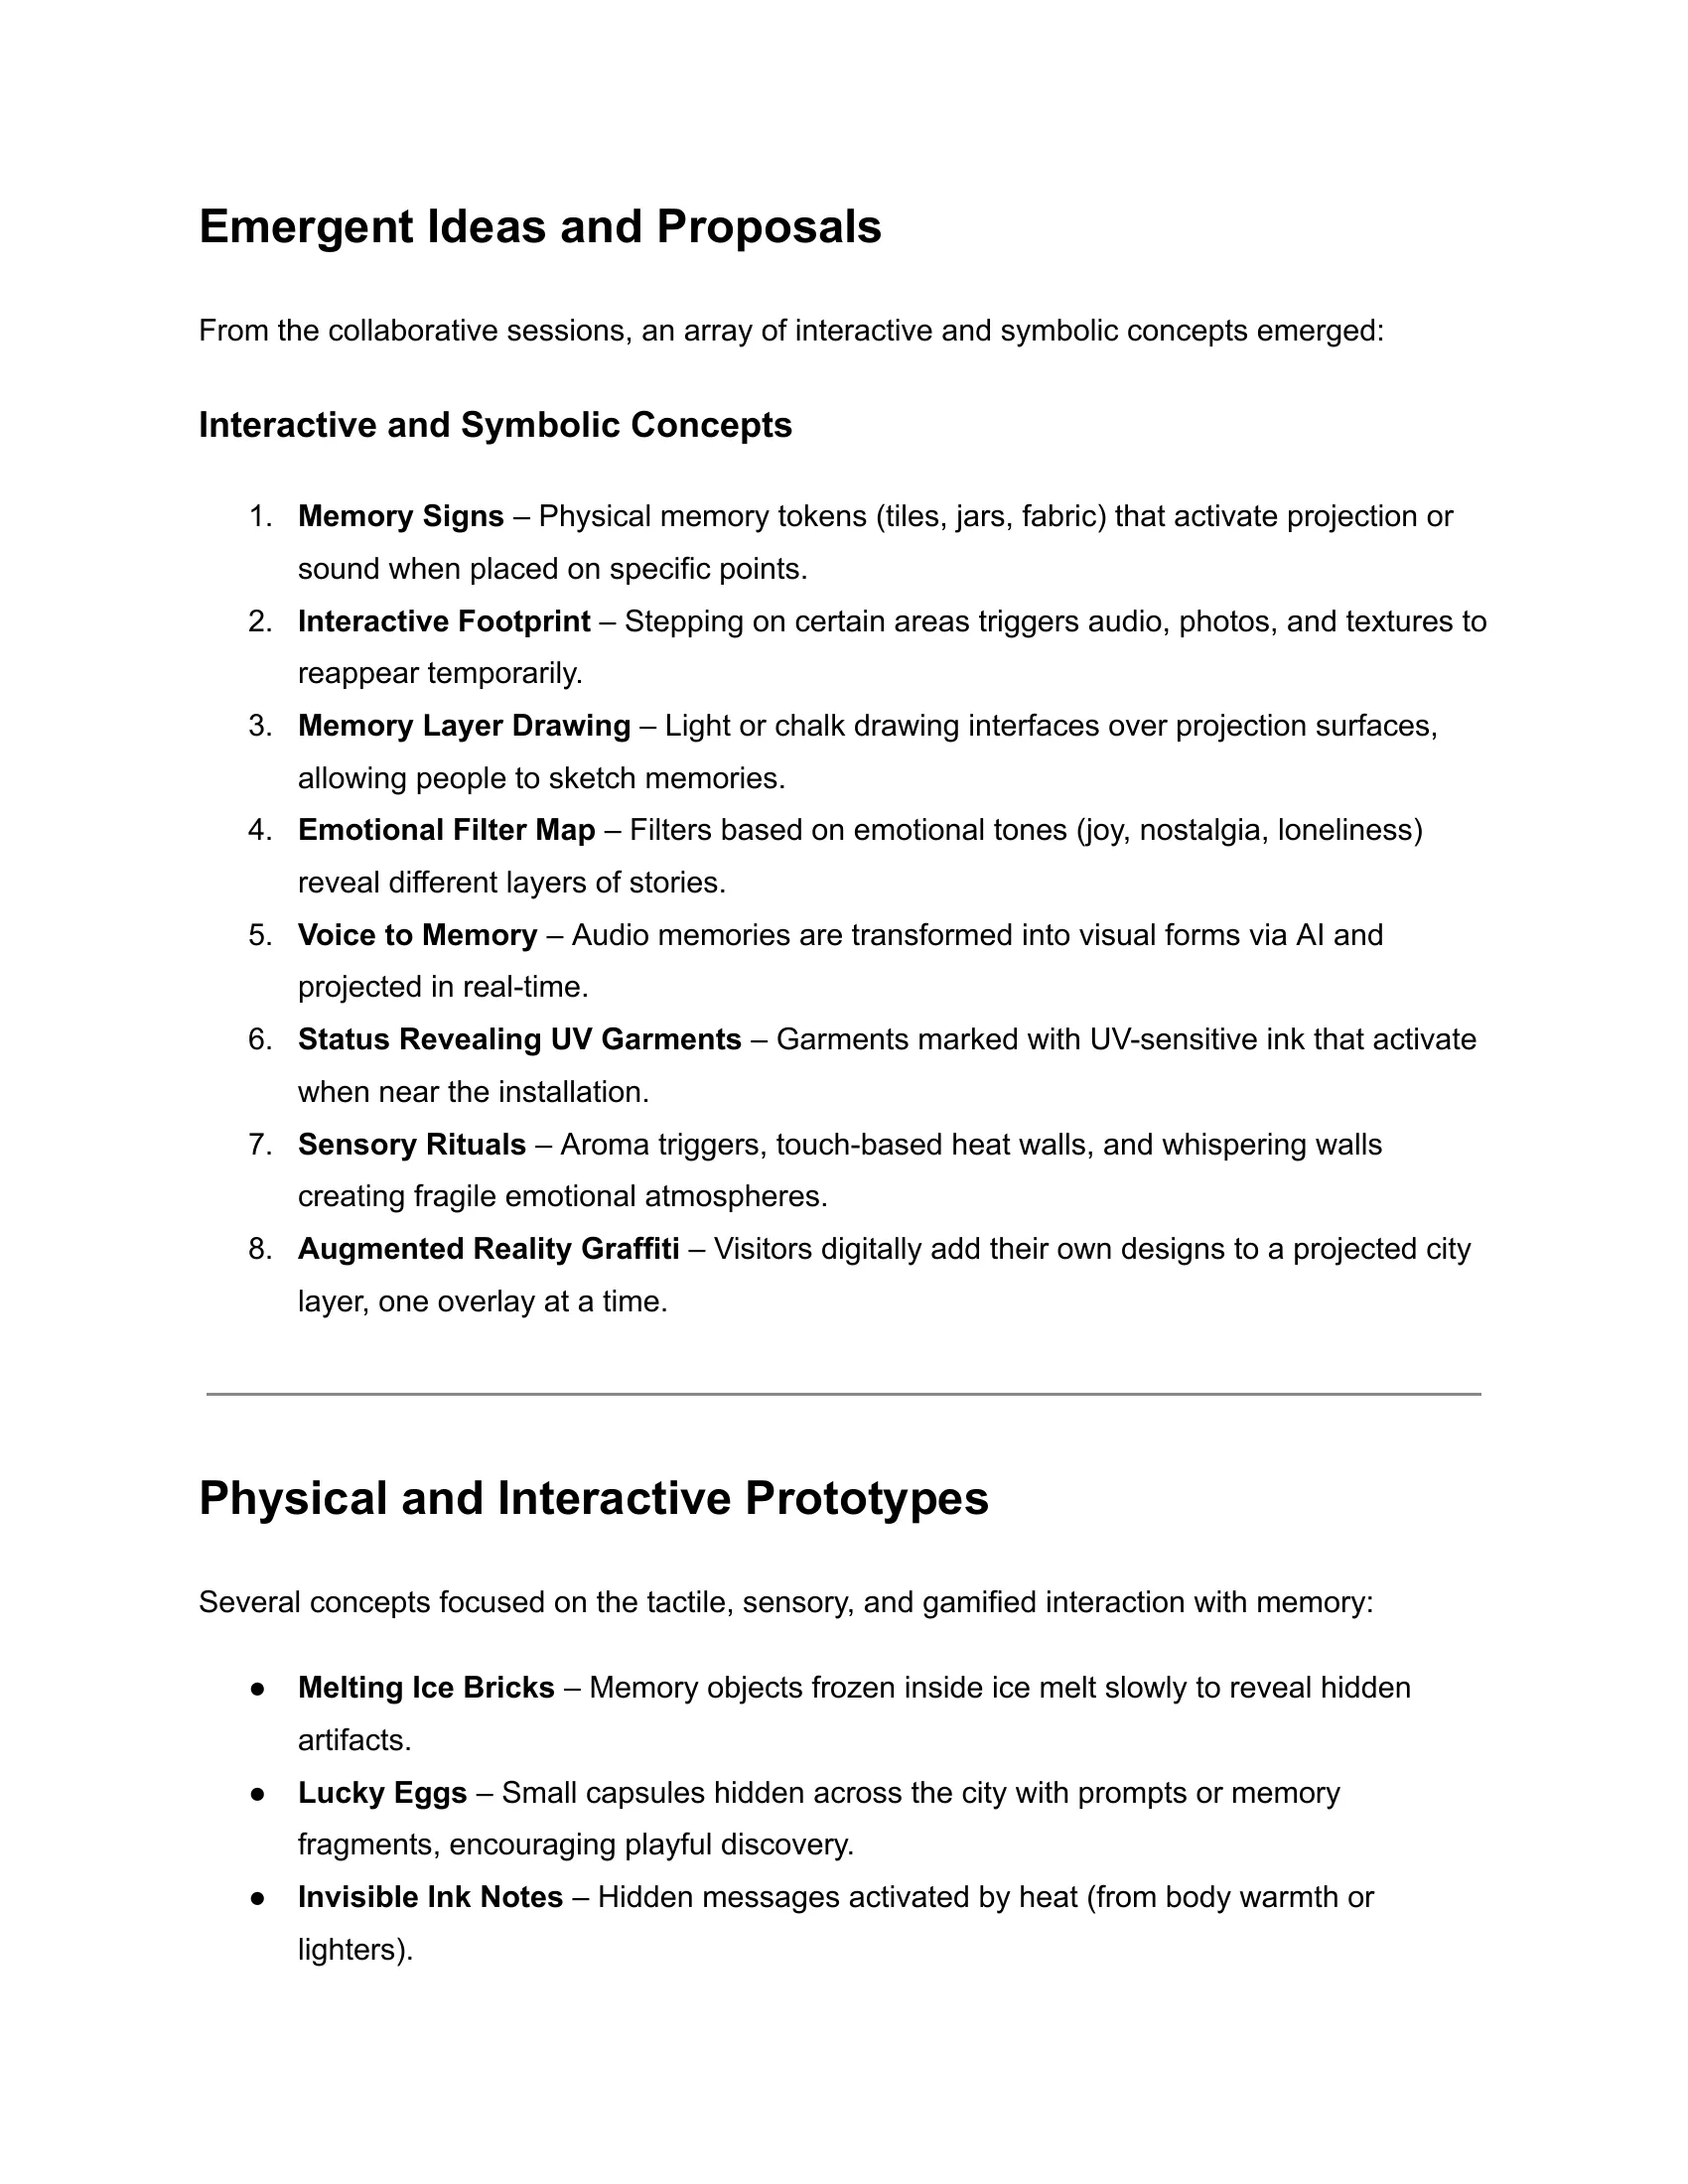 Emergent Ideas and Proposals
From the collaborative sessions, an array of interactive and symbolic concepts emerged:
Interactive and Symbolic Concepts
1. Memory Signs – Physical memory tokens (tiles, jars, fabric) that activate projection or
sound when placed on specific points.
2. Interactive Footprint – Stepping on certain areas triggers audio, photos, and textures to
reappear temporarily.
3. Memory Layer Drawing – Light or chalk drawing interfaces over projection surfaces,
allowing people to sketch memories.
4. Emotional Filter Map – Filters based on emotional tones (joy, nostalgia, loneliness)
reveal different layers of stories.
5. Voice to Memory – Audio memories are transformed into visual forms via AI and
projected in real-time.
6. Status Revealing UV Garments – Garments marked with UV-sensitive ink that activate
when near the installation.
7. Sensory Rituals – Aroma triggers, touch-based heat walls, and whispering walls
creating fragile emotional atmospheres.
8. Augmented Reality Graffiti – Visitors digitally add their own designs to a projected city
layer, one overlay at a time.
Physical and Interactive Prototypes
Several concepts focused on the tactile, sensory, and gamified interaction with memory:
● Melting Ice Bricks – Memory objects frozen inside ice melt slowly to reveal hidden
artifacts.
● Lucky Eggs – Small capsules hidden across the city with prompts or memory
fragments, encouraging playful discovery.
● Invisible Ink Notes – Hidden messages activated by heat (from body warmth or
lighters).